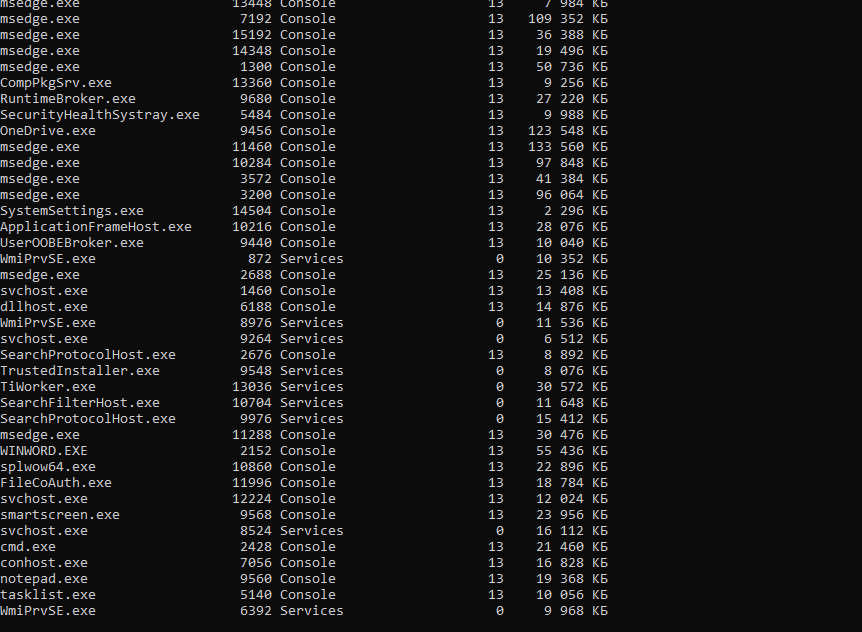 msedge.exe 13448 Console 13 7 984 КБ
msedge.exe 7192 Console 13 109 352 КБ
msedge.exe 15192 Console 13 36 388 КБ
msedge.exe 14348 Console 13 19 496 КБ
msedge.exe 1300 Console 13 50 736 КБ
CompPkgSrv.exe 13360 Console 13 9 256 КБ
RuntimeBroker.exe 9680 Console 13 27 220 КБ
SecurityHealthSystray.exe 5484 Console 13 9 988 КБ
OneDrive.exe 9456 Console 13 123 548 КБ
msedge.exe 11460 Console 13 133 560 КБ
msedge.exe 10284 Console 13 97 848 КБ
msedge.exe 3572 Console 13 41 384 КБ
msedge.exe 3200 Console 13 96 064 КБ
SystemSettings.exe 14504 Console 13 2 296 КБ
ApplicationFrameHost.exe 10216 Console 13 28 076 КБ
UserOOBEBroker.exe 9440 Console 13 10 040 КБ
WmiPrvSE.exe 872 Services 0 10 352 КБ
msedge.exe 2688 Console 13 25 136 КБ
svchost.exe 1460 Console 13 13 408 КБ
dllhost.exe 6188 Console 13 14 876 КБ
WmiPrvSE.exe 8976 Services 0 11 536 КБ
svchost.exe 9264 Services 0 6 512 КБ
SearchProtocolHost.exe 2676 Console 13 8 892 КБ
TrustedInstaller.exe 9548 Services 0 8 076 КБ
TiWorker.exe 13036 Services 0 30 572 КБ
SearchFilterHost.exe 10704 Services 0 11 648 КБ
SearchProtocolHost.exe 9976 Services 0 15 412 КБ
msedge.exe 11288 Console 13 30 476 КБ
WINWORD.EXE 2152 Console 13 55 436 КБ
splwow64.exe 10860 Console 13 22 896 КБ
FileCoAuth.exe 11996 Console 13 18 784 КБ
svchost.exe 12224 Console 13 12 024 КБ
smartscreen.exe 9568 Console 13 23 956 КБ
svchost.exe 8524 Services 0 16 112 КБ
cmd.exe 2428 Console 13 21 460 КБ
conhost.exe 7056 Console 13 16 828 КБ
notepad.exe 9560 Console 13 19 368 КБ
tasklist.exe 5140 Console 13 10 056 КБ
WmiPrvSE.exe 6392 Services 0 9 968 КБ